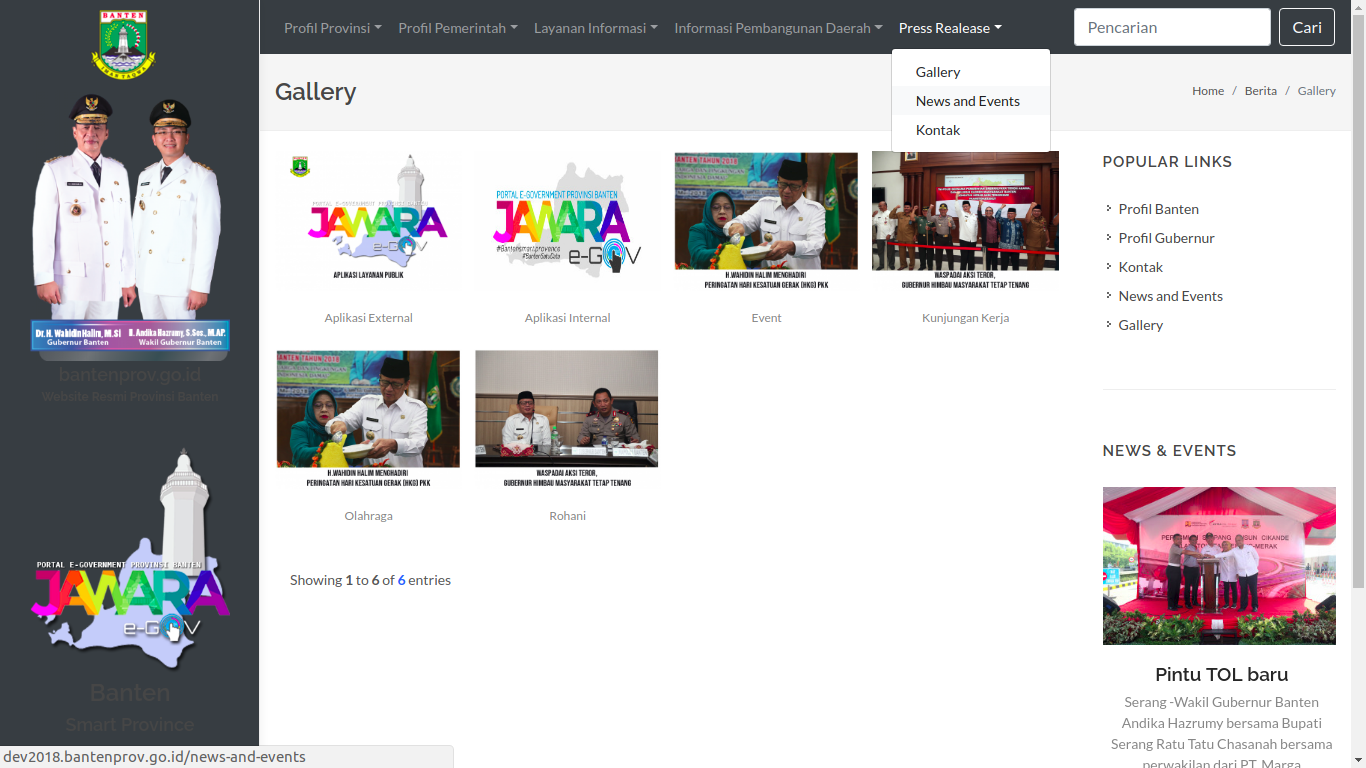 BANTEN
IMAN TAQWA
Dr. H. Wahidin Halim, M.Si
Gubernur Banten
H. Andika Hazrumy, S.Sos., M.AP.
Wakil Gubernur Banten
bantenprov.go.id
Website Resmi Provinsi Banten
PORTAL E-GOVERNMENT PROVINSI BANTEN
JAWARA
e-GOV
Banten
Smart Province
dev2018.bantenprov.go.id/news-and-events
Profil Provinsi
Profil Pemerintah
Layanan Informasi
Informasi Pembangunan Daerah
Press Realease
Pencarian
Cari
Gallery
News and Events
Kontak
Gallery
Home / Berita / Gallery
PORTAL E-GOVERNMENT PROVINSI BANTEN
JAWARA
e-GOV
APLIKASI LAYANAN PUBLIK
Aplikasi External
PORTAL E-GOVERNMENT PROVINSI BANTEN
JAWARA
#Bantensmartprovince
#BantenSatuData
e-GOV
Aplikasi Internal
BANTEN TAHUN 2018
H.WAHIDIN HALIM MENGHADIRI
PERINGATAN HARI KESATUAN GERAK (HKG) PKK
Event
WASPADAI AKSI TEROR,
GUBERNUR HIMBAU MASYARAKAT TETAP TENANG
Kunjungan Kerja
BANTEN TAHUN 2018
H.WAHIDIN HALIM MENGHADIRI
PERINGATAN HARI KESATUAN GERAK (HKG) PKK
Olahraga
WASPADAI AKSI TEROR,
GUBERNUR HIMBAU MASYARAKAT TETAP TENANG
Rohani
Showing 1 to 6 of 6 entries
POPULAR LINKS
Profil Banten
Profil Gubernur
Kontak
News and Events
Gallery
NEWS & EVENTS
Pintu TOL baru
Serang -Wakil Gubernur Banten
Andika Hazrumy bersama Bupati
Serang Ratu Tatu Chasanah bersama
perwakilan dari PT. Marga